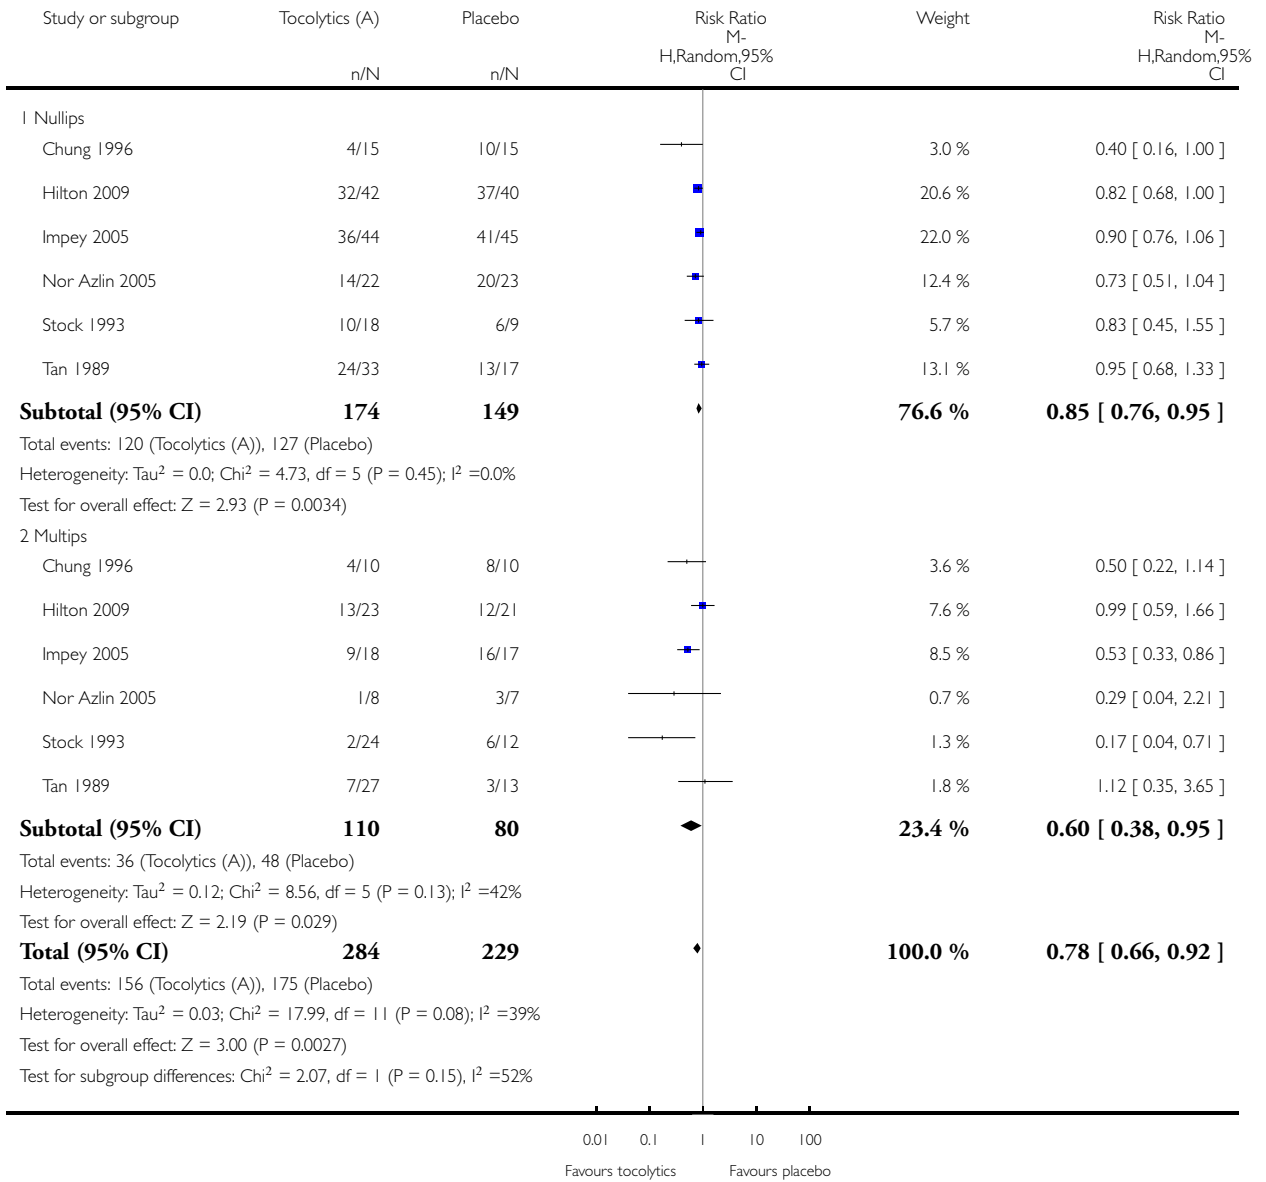 Study or subgroup Tocolytics (A) Placebo Risk Ratio Weight Risk Ratio
M- M-
H,Random,95% H,Random,95%
n/N n/N CI CI
1 Nullips
Chung 1996 4/15 10/15 3.0 % 0.40 [ 0.16, 1.00 ]
Hilton 2009 32/42 37/40 20.6 % 0.82 [ 0.68, 1.00 ]
Impey 2005 36/44 41/45 22.0 % 0.90 [ 0.76, 1.06 ]
Nor Azlin 2005 14/22 20/23 12.4 % 0.73 [ 0.51, 1.04 ]
Stock 1993 10/18 6/9 5.7 % 0.83 [ 0.45, 1.55 ]
Tan 1989 24/33 13/17 13.1 % 0.95 [ 0.68, 1.33 ]
Subtotal (95% CI) 174 149 76.6 % 0.85 [ 0.76, 0.95 ]
Total events: 120 (Tocolytics (A)), 127 (Placebo)
Heterogeneity: Tau² = 0.0; Chi² = 4.73, df = 5 (P = 0.45); I² =0.0%
Test for overall effect: Z = 2.93 (P = 0.0034)
2 Multips
Chung 1996 4/10 8/10 3.6 % 0.50 [ 0.22, 1.14 ]
Hilton 2009 13/23 12/21 7.6 % 0.99 [ 0.59, 1.66 ]
Impey 2005 9/18 16/17 8.5 % 0.53 [ 0.33, 0.86 ]
Nor Azlin 2005 1/8 3/7 0.7 % 0.29 [ 0.04, 2.21 ]
Stock 1993 2/24 6/12 1.3 % 0.17 [ 0.04, 0.71 ]
Tan 1989 7/27 3/13 1.8 % 1.12 [ 0.35, 3.65 ]
Subtotal (95% CI) 110 80 23.4 % 0.60 [ 0.38, 0.95 ]
Total events: 36 (Tocolytics (A)), 48 (Placebo)
Heterogeneity: Tau² = 0.12; Chi² = 8.56, df = 5 (P = 0.13); I² =42%
Test for overall effect: Z = 2.19 (P = 0.029)
Total (95% CI) 284 229 100.0 % 0.78 [ 0.66, 0.92 ]
Total events: 156 (Tocolytics (A)), 175 (Placebo)
Heterogeneity: Tau² = 0.03; Chi² = 17.99, df = 11 (P = 0.08); I² =39%
Test for overall effect: Z = 3.00 (P = 0.0027)
Test for subgroup differences: Chi² = 2.07, df = 1 (P = 0.15), I² =52%
0.01 0.1 1 10 100
Favours tocolytics Favours placebo